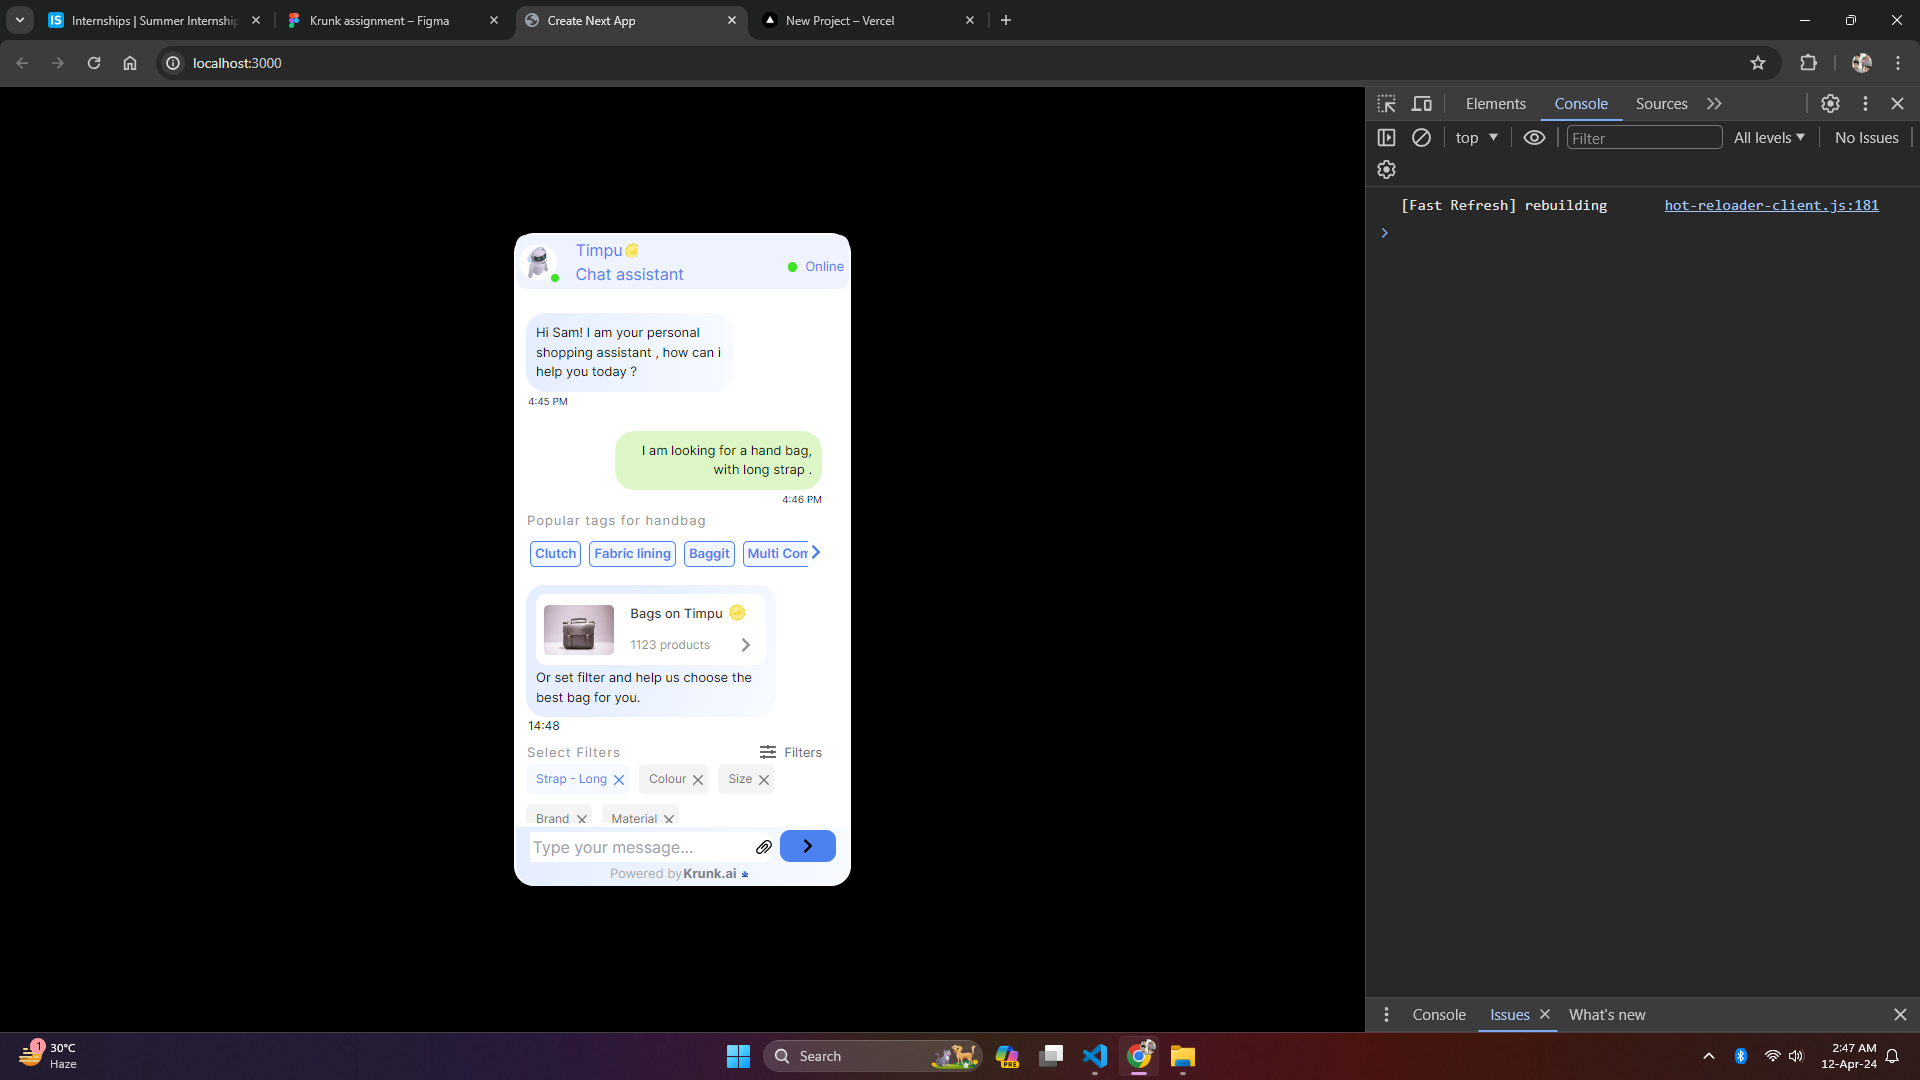 Internships | Summer Internship
Krunk assignment – Figma
Create Next App
New Project – Vercel
localhost:3000
Elements
Console
Sources
top
Filter
All levels
No Issues
[Fast Refresh] rebuilding
hot-reloader-client.js:181
Timpu
Chat assistant
Online
Hi Sam! I am your personal
shopping assistant , how can i
help you today ?
4:45 PM
I am looking for a hand bag,
with long strap .
4:46 PM
Popular tags for handbag
Clutch
Fabric lining
Baggit
Multi Com
Bags on Timpu
1123 products
Or set filter and help us choose the
best bag for you.
14:48
Select Filters
Filters
Strap - Long
Colour
Size
Brand
Material
Type your message...
Powered by Krunk.ai
Console
Issues
What's new
1
30°C
Haze
Search
PRE
2:47 AM
12-Apr-24